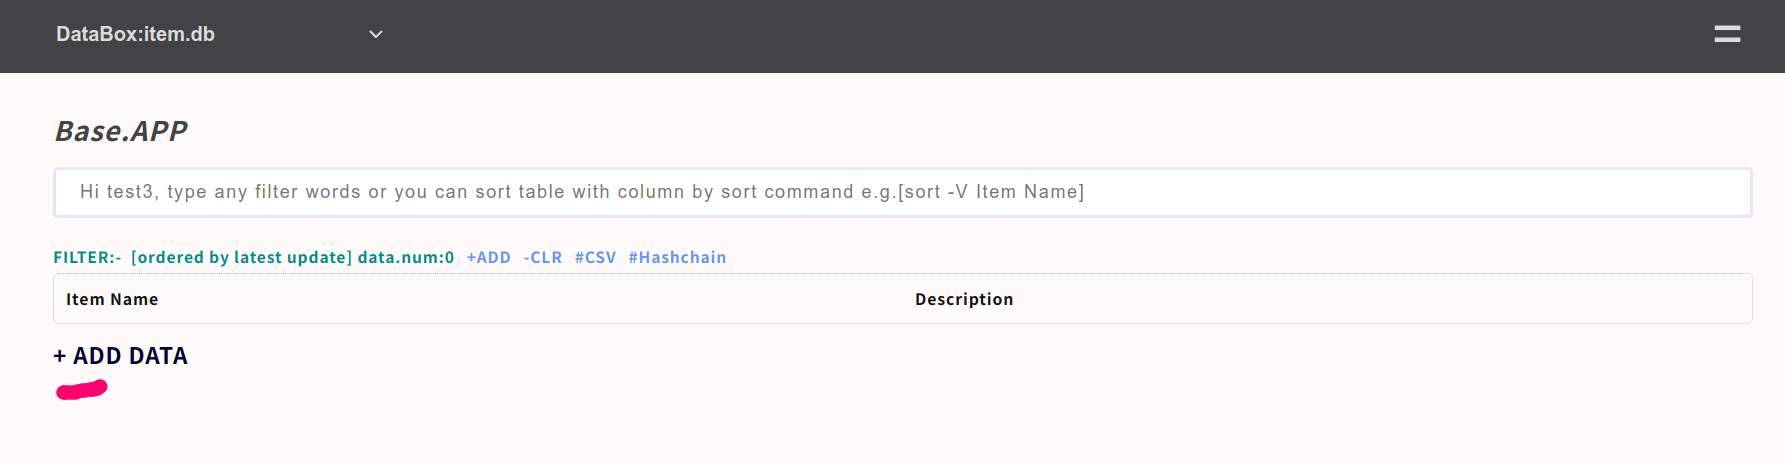 DataBox:item.db
Base.APP
Hi test3, type any filter words or you can sort table with column by sort command e.g.[sort -V Item Name]
FILTER:- [ordered by latest update] data.num:0 +ADD -CLR #CSV #Hashchain
Item Name Description
+ ADD DATA